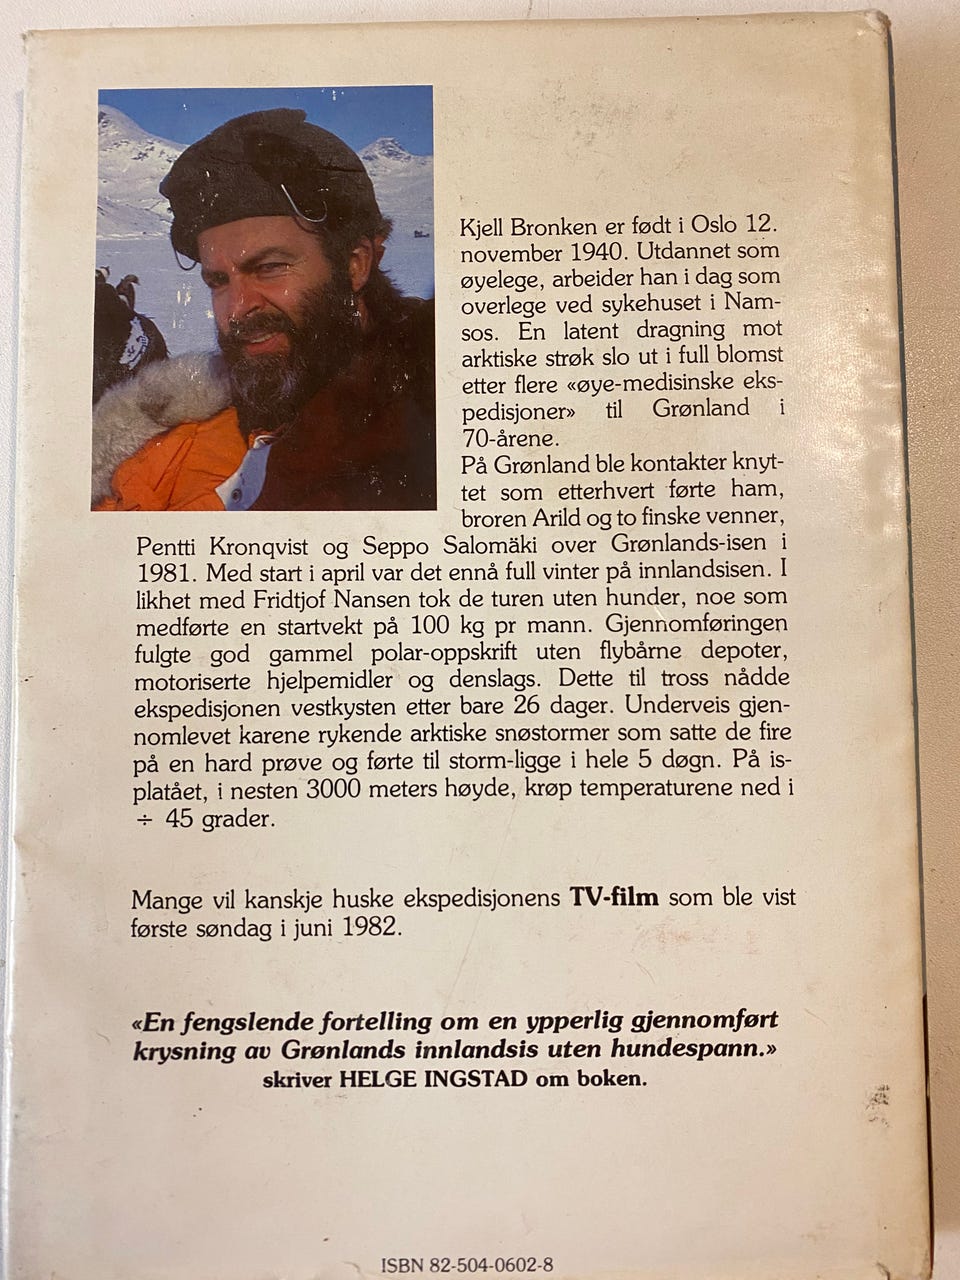 Kjell Bronken er født i Oslo 12.
november 1940. Utdannet som
øyelege, arbeider han i dag som
overlege ved sykehuset i Nam-
sos. En latent dragning mot
arktiske strøk slo ut i full blomst
etter flere «øye-medisinske eks-
pedisjoner» til Grønland i
70-årene.
På Grønland ble kontakter knyt-
tet som etterhvert førte ham,
broren Arild og to finske venner,
Pentti Kronqvist og Seppo Salomäki over Grønlands-isen i
1981. Med start i april var det ennå full vinter på innlandsisen. I
likhet med Fridtjof Nansen tok de turen uten hunder, noe som
medførte en startvekt på 100 kg pr mann. Gjennomføringen
fulgte god gammel polar-oppskrift uten flybårne depoter,
motoriserte hjelpemidler og denslags. Dette til tross nådde
ekspedisjonen vestkysten etter bare 26 dager. Underveis gjen-
nomlevet karene rykende arktiske snøstormer som satte de fire
på en hard prøve og førte til storm-ligge i hele 5 døgn. På is-
platået, i nesten 3000 meters høyde, krøp temperaturene ned i
÷ 45 grader.
Mange vil kanskje huske ekspedisjonens TV-film som ble vist
første søndag i juni 1982.
«En fengslende fortelling om en ypperlig gjennomført
krysning av Grønlands innlandsis uten hundespann.»
skriver HELGE INGSTAD om boken.
ISBN 82-504-0602-8